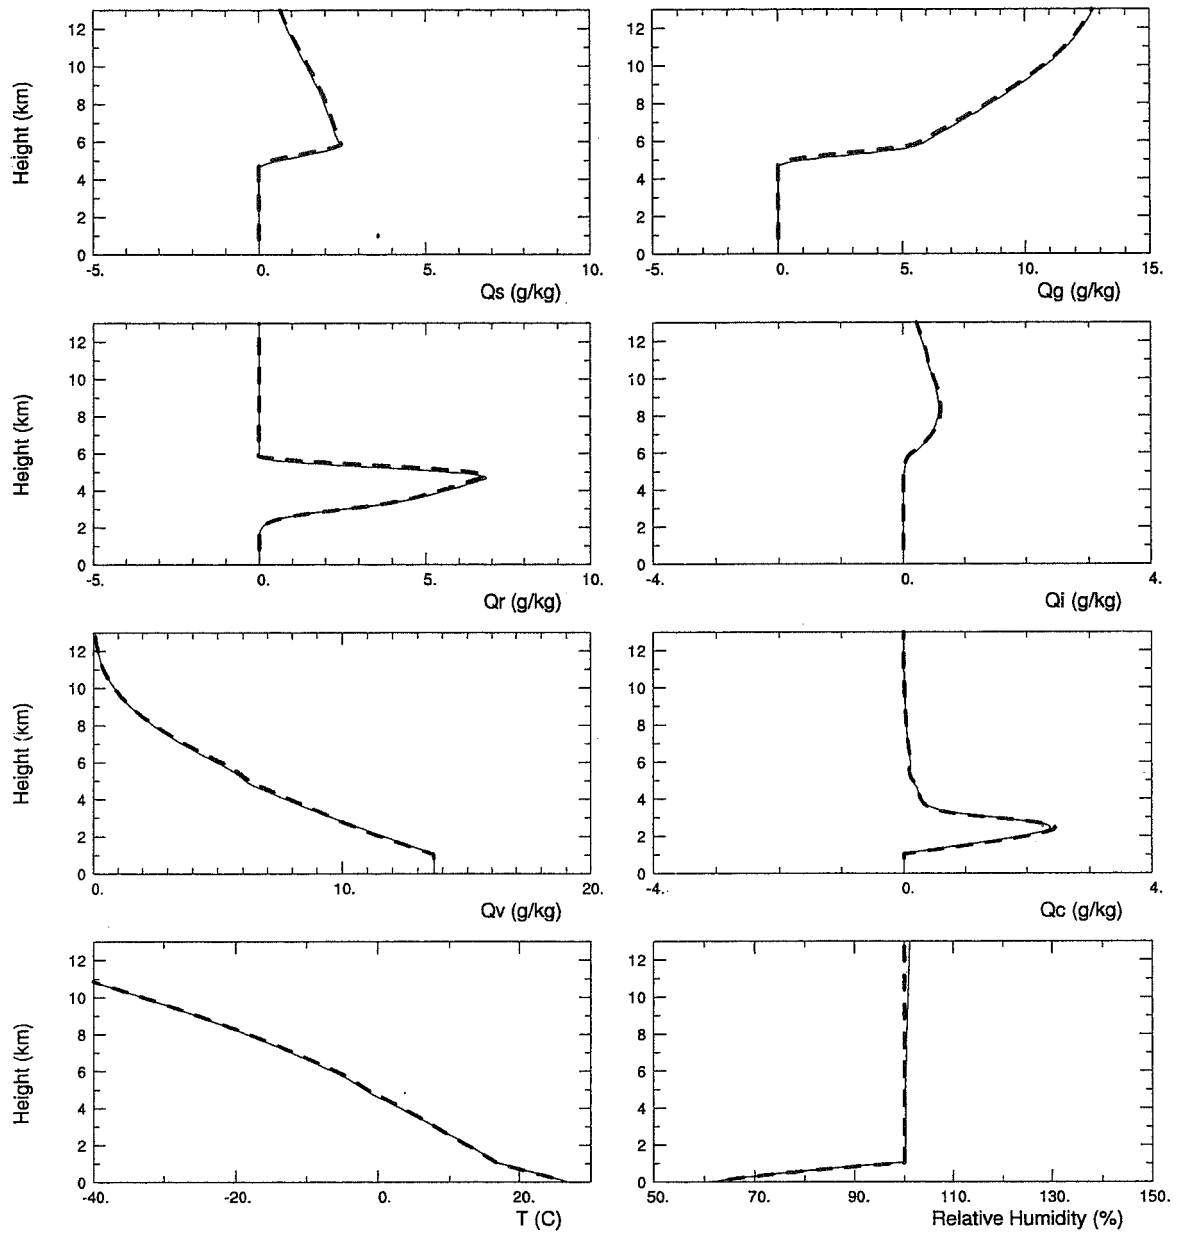 Height (km)
12
10
8
6
4
2
0
-5. 0. 5. 10.
Qs (g/kg)
12
10
8
6
4
2
0
-5. 0. 5. 10. 15.
Qg (g/kg)
Height (km)
12
10
8
6
4
2
0
-5. 0. 5. 10.
Qr (g/kg)
12
10
8
6
4
2
0
-4. 0. 4.
Qi (g/kg)
Height (km)
12
10
8
6
4
2
0
0. 10. 20.
Qv (g/kg)
12
10
8
6
4
2
0
-4. 0. 4.
Qc (g/kg)
Height (km)
12
10
8
6
4
2
0
-40. -20. 0. 20.
T (C)
12
10
8
6
4
2
0
50. 70. 90. 110. 130. 150.
Relative Humidity (%)